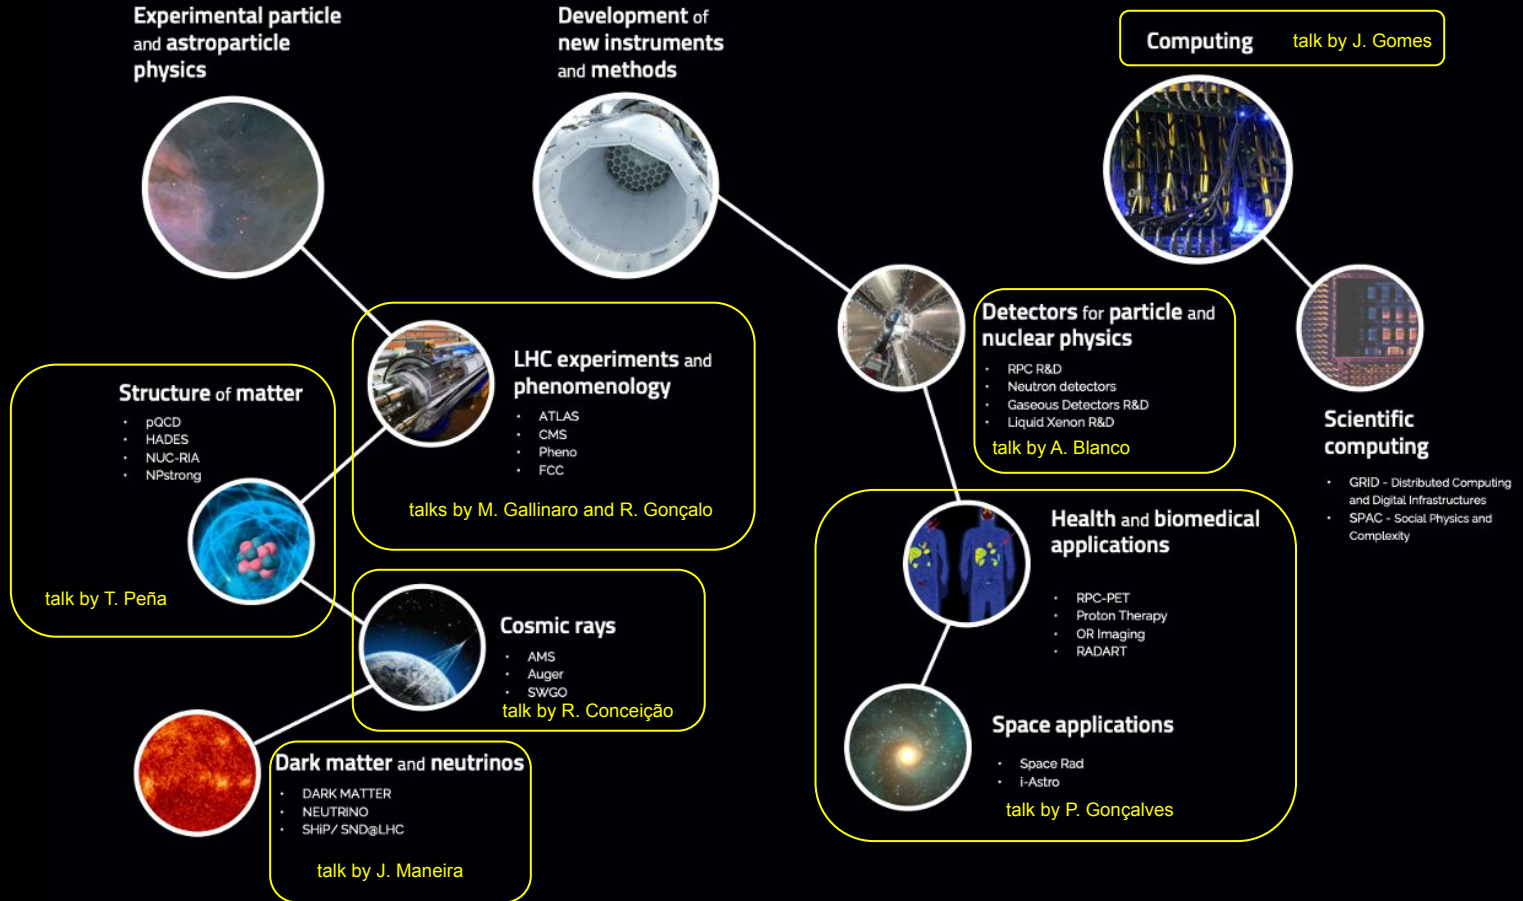 Experimental particle
and astroparticle
physics
LHC experiments and
phenomenology
• ATLAS
• CMS
• Pheno
• FCC
talks by M. Gallinaro and R. Gonçalo
Structure of matter
• pQCD
• HADES
• NUC-RIA
• NPstrong
talk by T. Peña
Cosmic rays
• AMS
• Auger
• SWGO
talk by R. Conceição
Dark matter and neutrinos
• DARK MATTER
• NEUTRINO
• SHiP/ SND@LHC
talk by J. Maneira
Development of
new instruments
and methods
Detectors for particle and
nuclear physics
• RPC R&D
• Neutron detectors
• Gaseous Detectors R&D
• Liquid Xenon R&D
talk by A. Blanco
Health and biomedical
applications
• RPC-PET
• Proton Therapy
• OR Imaging
• RADART
Space applications
• Space Rad
• i-Astro
talk by P. Gonçalves
Computing talk by J. Gomes
Scientific
computing
• GRID - Distributed Computing
and Digital Infrastructures
• SPAC - Social Physics and
Complexity